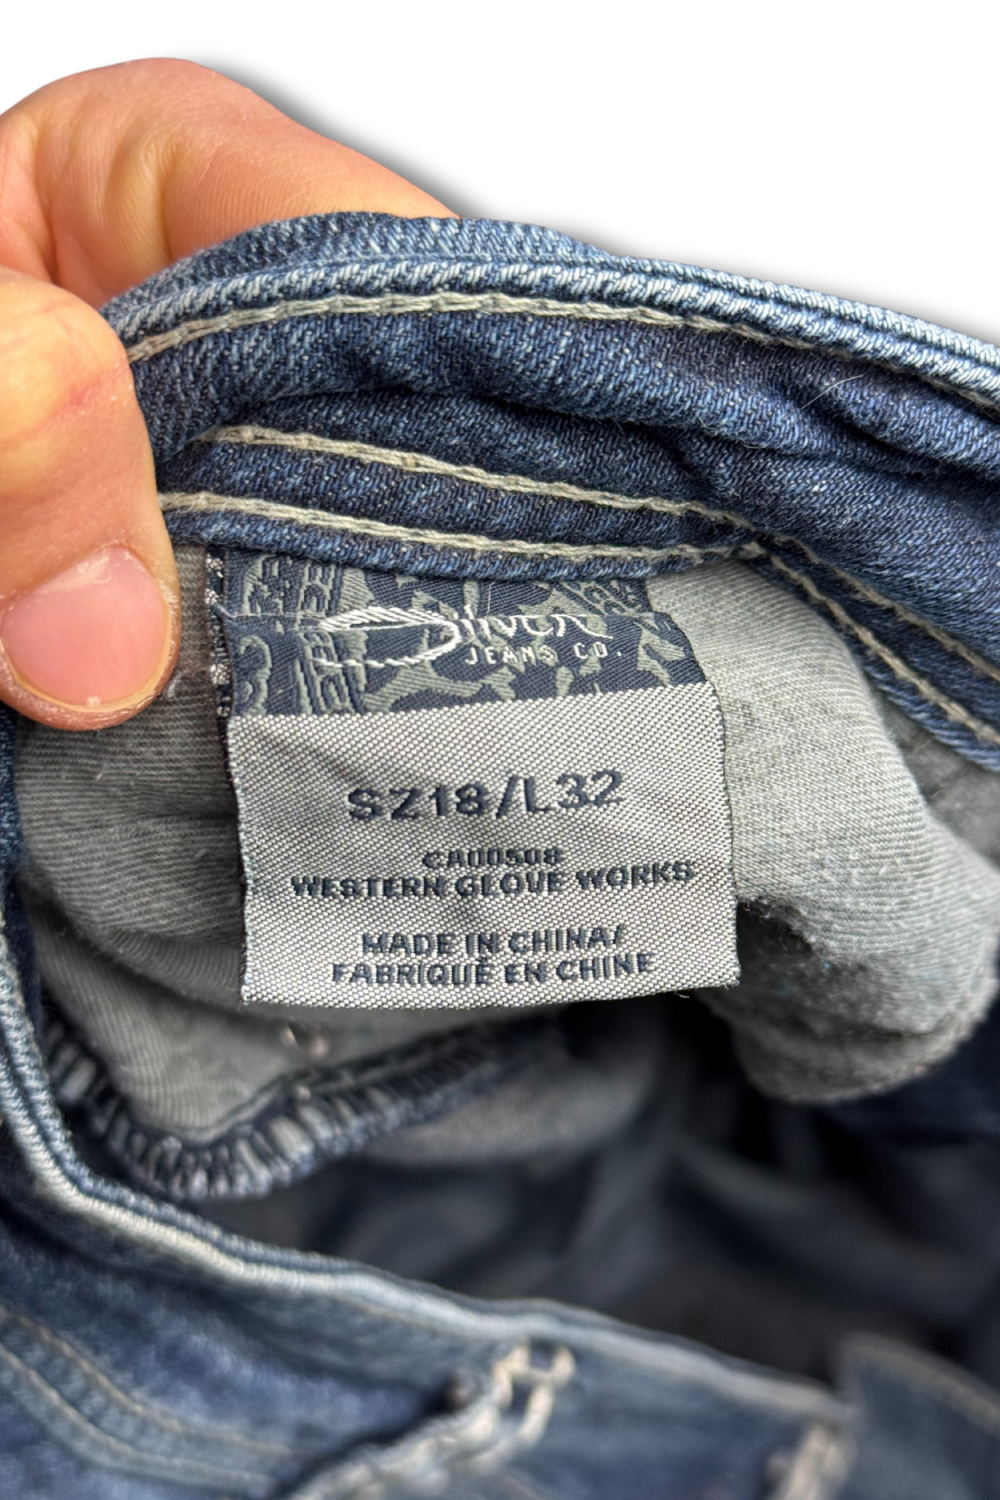 Silver
JEANS CO.
SZ18/L32
CA00508
WESTERN GLOVE WORKS
MADE IN CHINA/
FABRIQUÉ EN CHINE